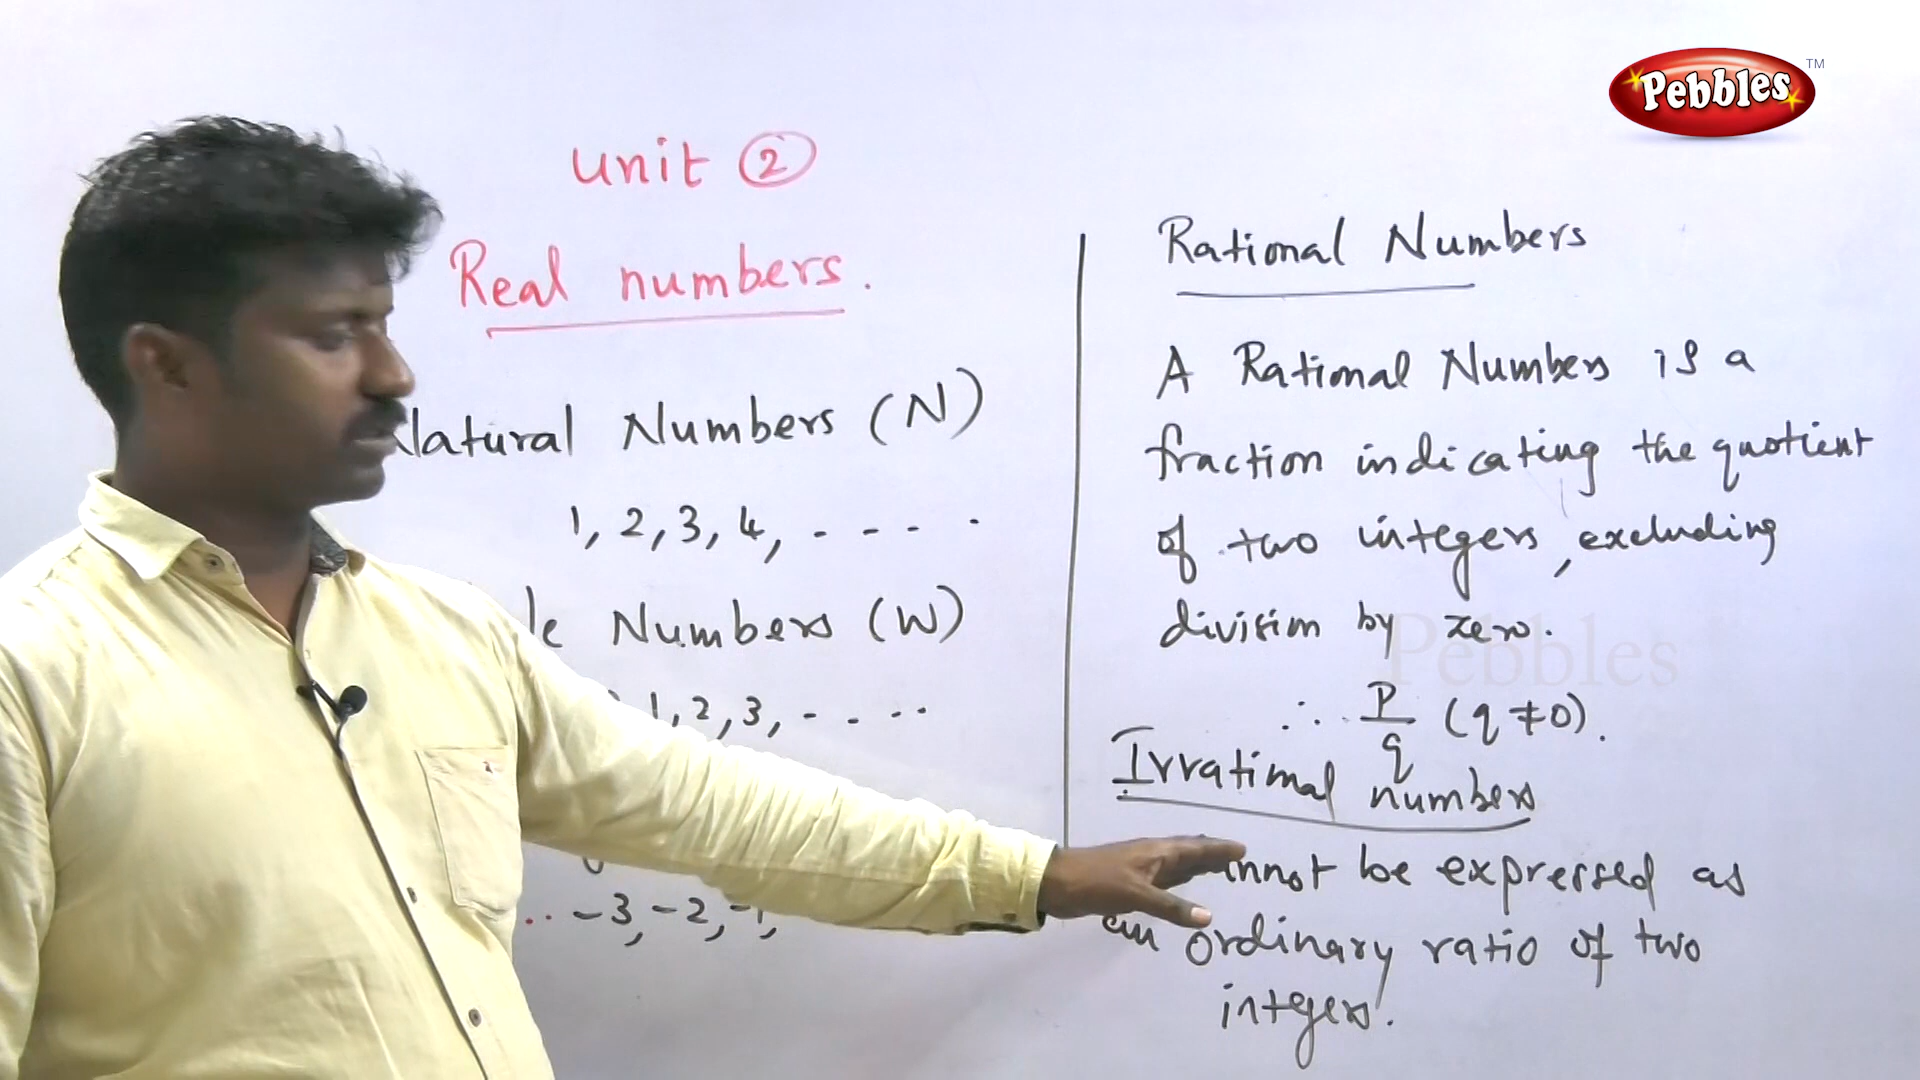 Pebbles TM
Unit 2
Real numbers.
Natural Numbers (N)
1, 2, 3, 4, - - - -
Numbers (W)
1, 2, 3, - - - -
.. -3, -2, -1,
Rational Numbers
A Rational Numbers is a
fraction indicating the quotient
of two integers, excluding
division by zero.
∴ P/q (q ≠ 0).
Irrational numbers
be expressed as
an ordinary ratio of two
integers.
Pebbles